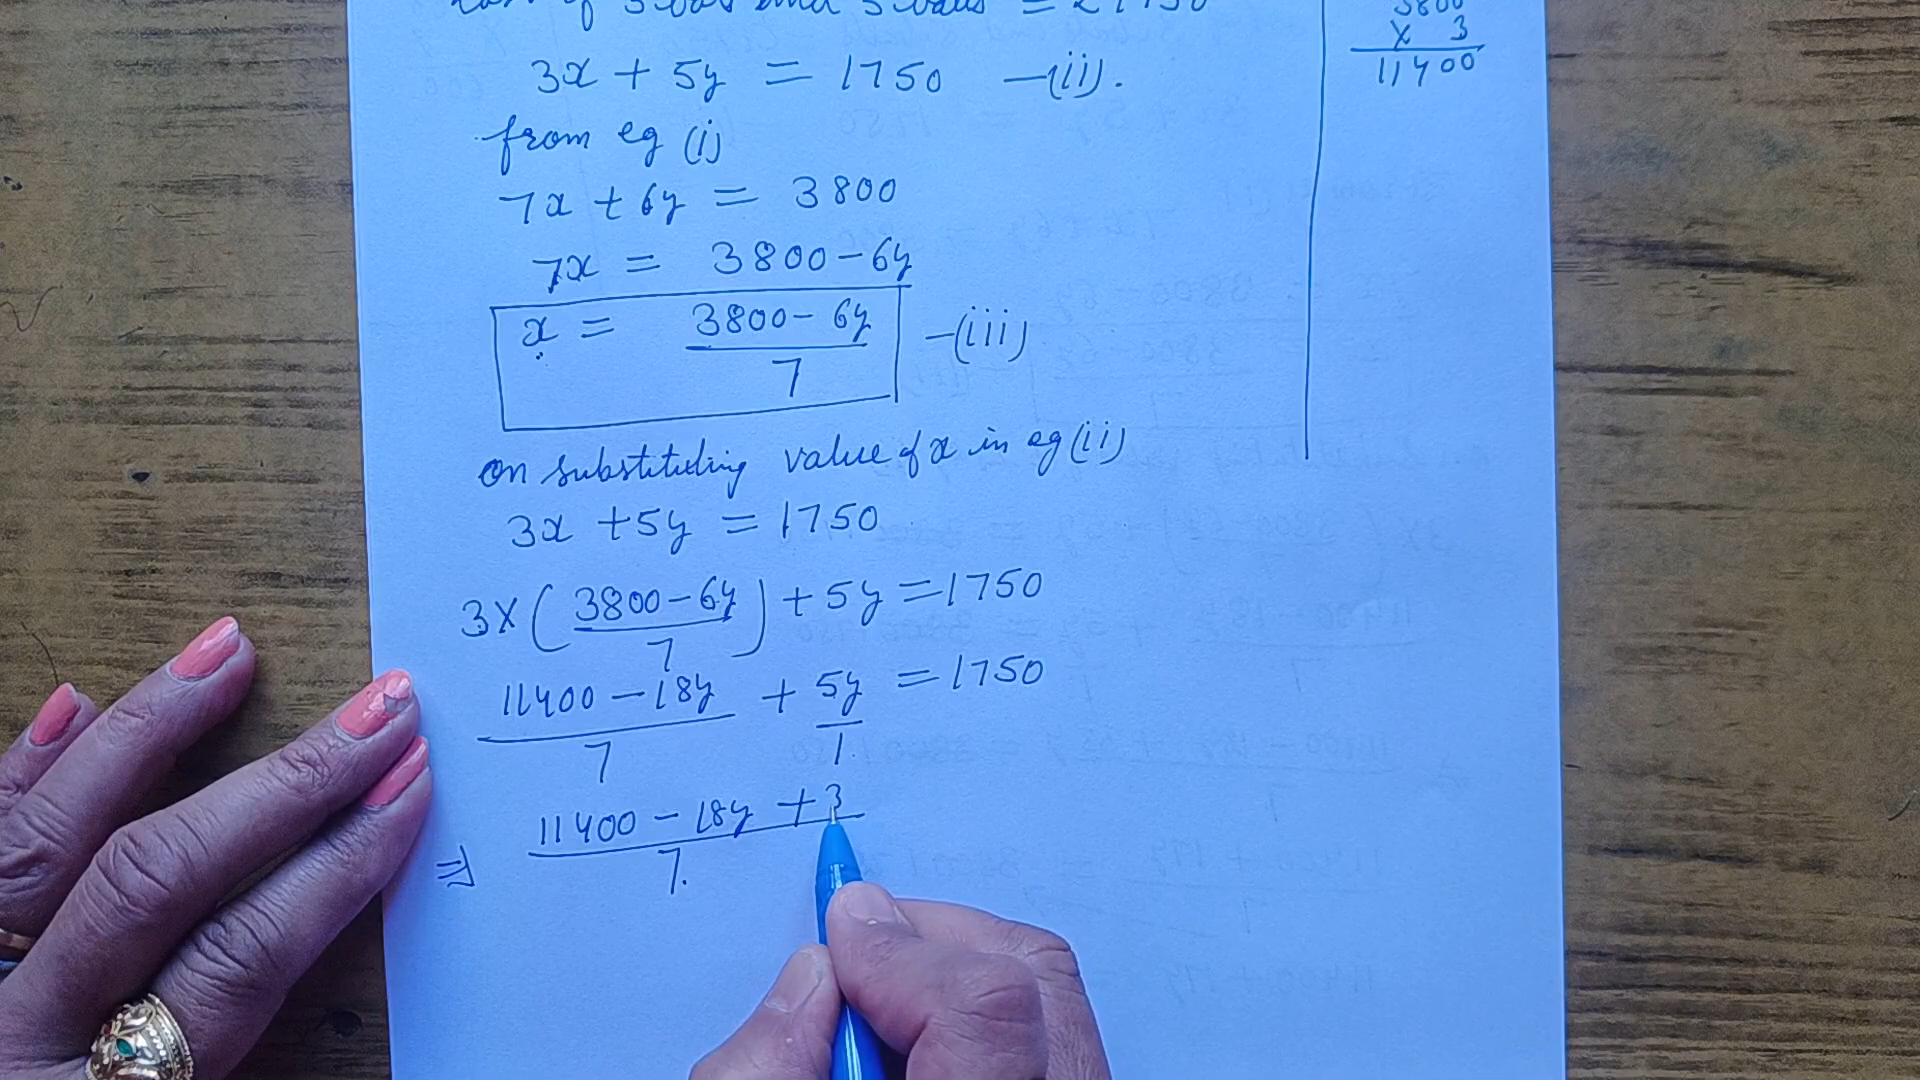 and = 1750
3x + 5y = 1750 -(ii).
from eq (i)
7x + 6y = 3800
7x = 3800 - 6y
x = 3800 - 6y / 7 -(iii)
on substituting value of x in eq (ii)
3x + 5y = 1750
3 × ( 3800 - 6y / 7 ) + 5y = 1750
11400 - 18y / 7 + 5y / 1 = 1750
⇒ 11400 - 18y + 3 / 7
3800
× 3
11400